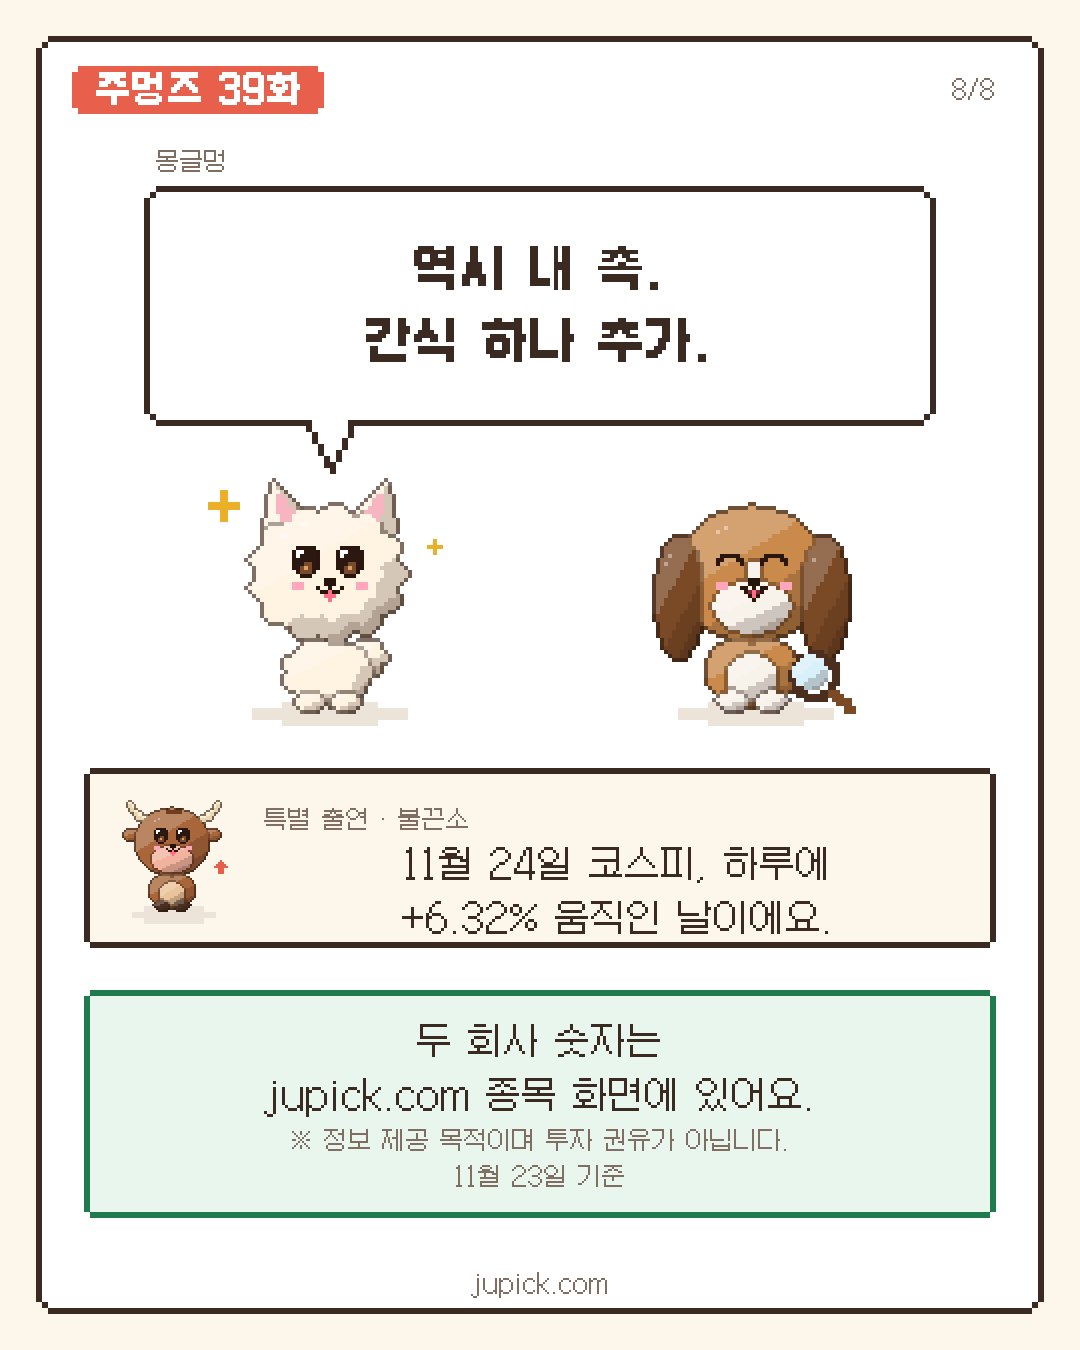 주멍즈 39화
8/8
몽글멍
역시 내 촉.
간식 하나 추가.
특별 출연 · 불끈소
11월 24일 코스피, 하루에
+6.32% 움직인 날이에요.
두 회사 숫자는
jupick.com 종목 화면에 있어요.
※ 정보 제공 목적이며 투자 권유가 아닙니다.
11월 23일 기준
jupick.com